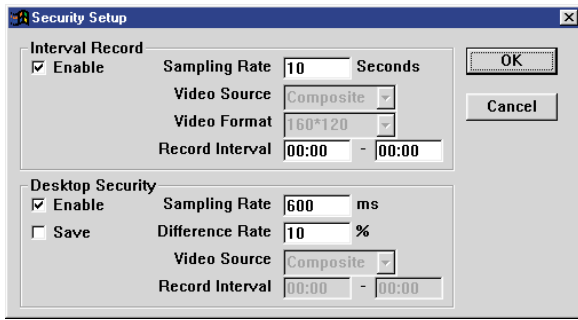 Security Setup
Interval Record
Enable Sampling Rate 10 Seconds
Video Source Composite
Video Format 160*120
Record Interval 00:00 - 00:00
Desktop Security
Enable Sampling Rate 600 ms
Save Difference Rate 10 %
Video Source Composite
Record Interval 00:00 - 00:00
OK
Cancel